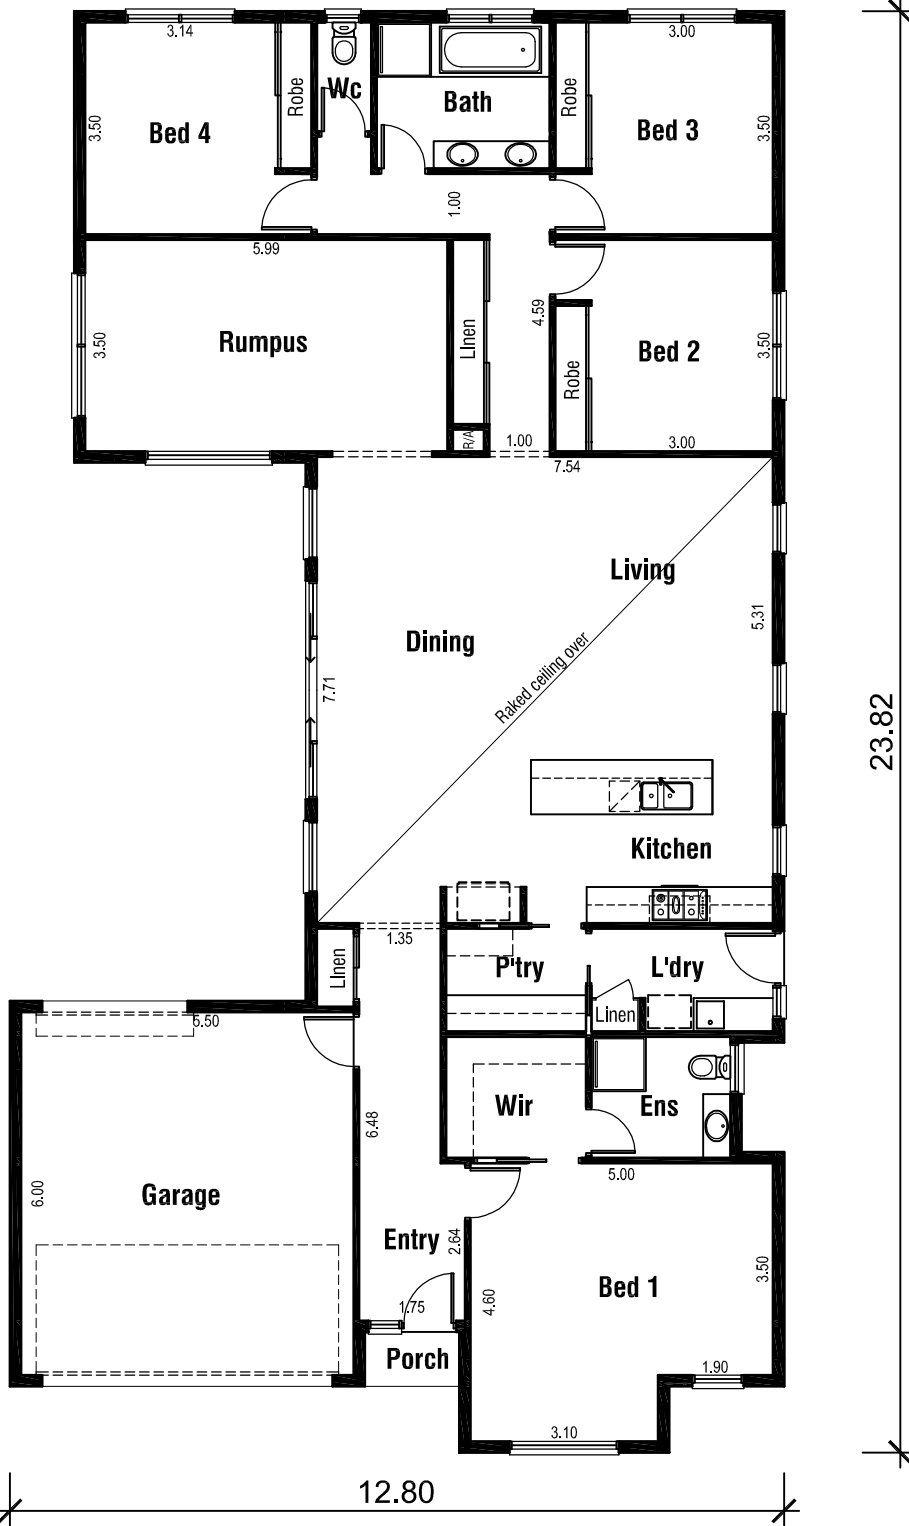 3.14
3.00
Robe
Wc
Bath
Robe
3.50
Bed 4
Bed 3
3.50
1.00
5.99
4.59
3.50
Rumpus
LInen
Bed 2
3.50
Robe
R/A
1.00
3.00
7.54
Living
5.31
Dining
Raked ceiling over
7.71
23.82
Kitchen
1.35
LInen
P'try
L'dry
Linen
5.50
Wir
Ens
6.48
5.00
6.00
Garage
Entry
2.64
3.50
Bed 1
4.60
1.75
Porch
1.90
3.10
12.80